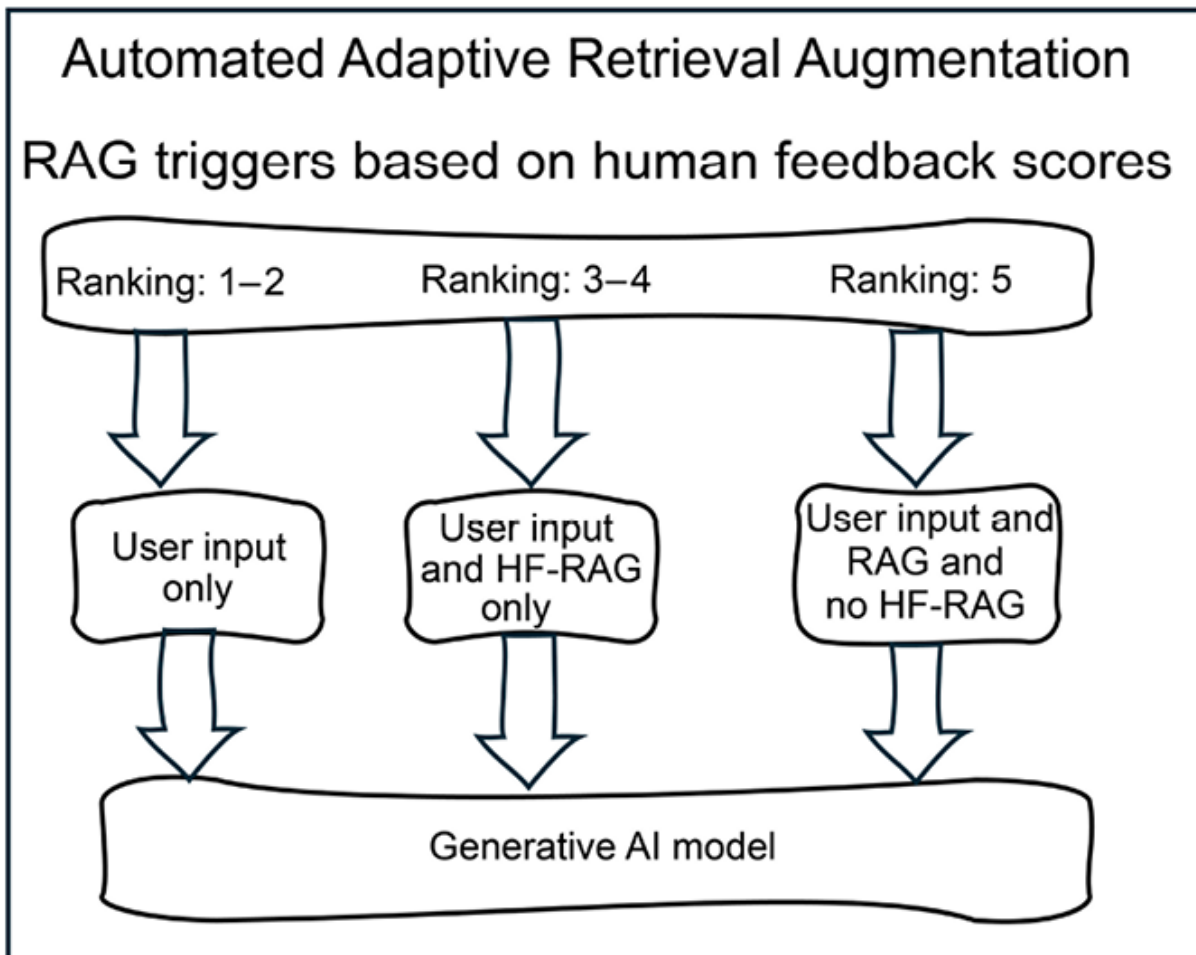 Automated Adaptive Retrieval Augmentation
RAG triggers based on human feedback scores
Ranking: 1–2
Ranking: 3–4
Ranking: 5
User input
only
User input
and HF-RAG
only
User input and
RAG and
no HF-RAG
Generative AI model